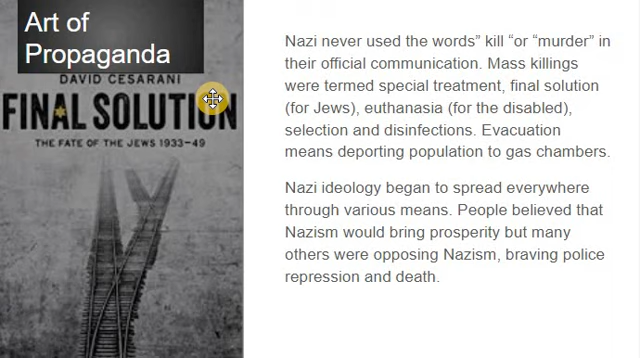 Art of
Propaganda
DAVID CESARANI
FINAL SOLUTION
THE FATE OF THE JEWS 1933–49
Nazi never used the words” kill “or “murder” in
their official communication. Mass killings
were termed special treatment, final solution
(for Jews), euthanasia (for the disabled),
selection and disinfections. Evacuation
means deporting population to gas chambers.
Nazi ideology began to spread everywhere
through various means. People believed that
Nazism would bring prosperity but many
others were opposing Nazism, braving police
repression and death.